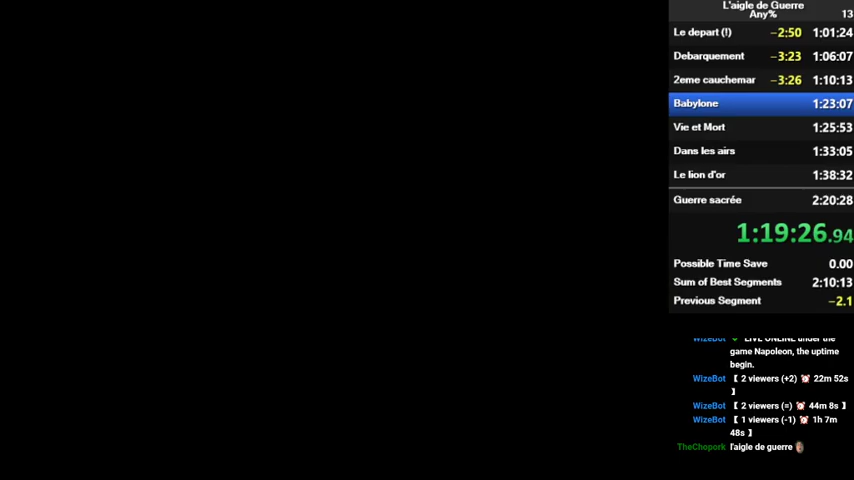 L'aigle de Guerre
Any%
13
Le depart (!) −2:50 1:01:24
Debarquement −3:23 1:06:07
2eme cauchemar −3:26 1:10:13
Babylone 1:23:07
Vie et Mort 1:25:53
Dans les airs 1:33:05
Le lion d'or 1:38:32
Guerre sacrée 2:20:28
1:19:26.94
Possible Time Save 0.00
Sum of Best Segments 2:10:13
Previous Segment −2.1
WizeBot LIVE ONLINE under the
game Napoleon, the uptime
begin.
WizeBot 【 2 viewers (+2) ⏰ 22m 52s
】
WizeBot 【 2 viewers (=) ⏰ 44m 8s 】
WizeBot 【 1 viewers (-1) ⏰ 1h 7m
48s 】
TheChopork l'aigle de guerre